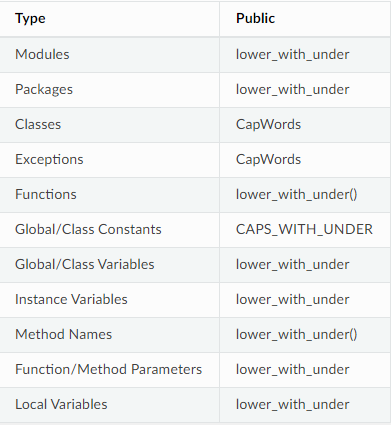 Type Public
Modules lower_with_under
Packages lower_with_under
Classes CapWords
Exceptions CapWords
Functions lower_with_under()
Global/Class Constants CAPS_WITH_UNDER
Global/Class Variables lower_with_under
Instance Variables lower_with_under
Method Names lower_with_under()
Function/Method Parameters lower_with_under
Local Variables lower_with_under